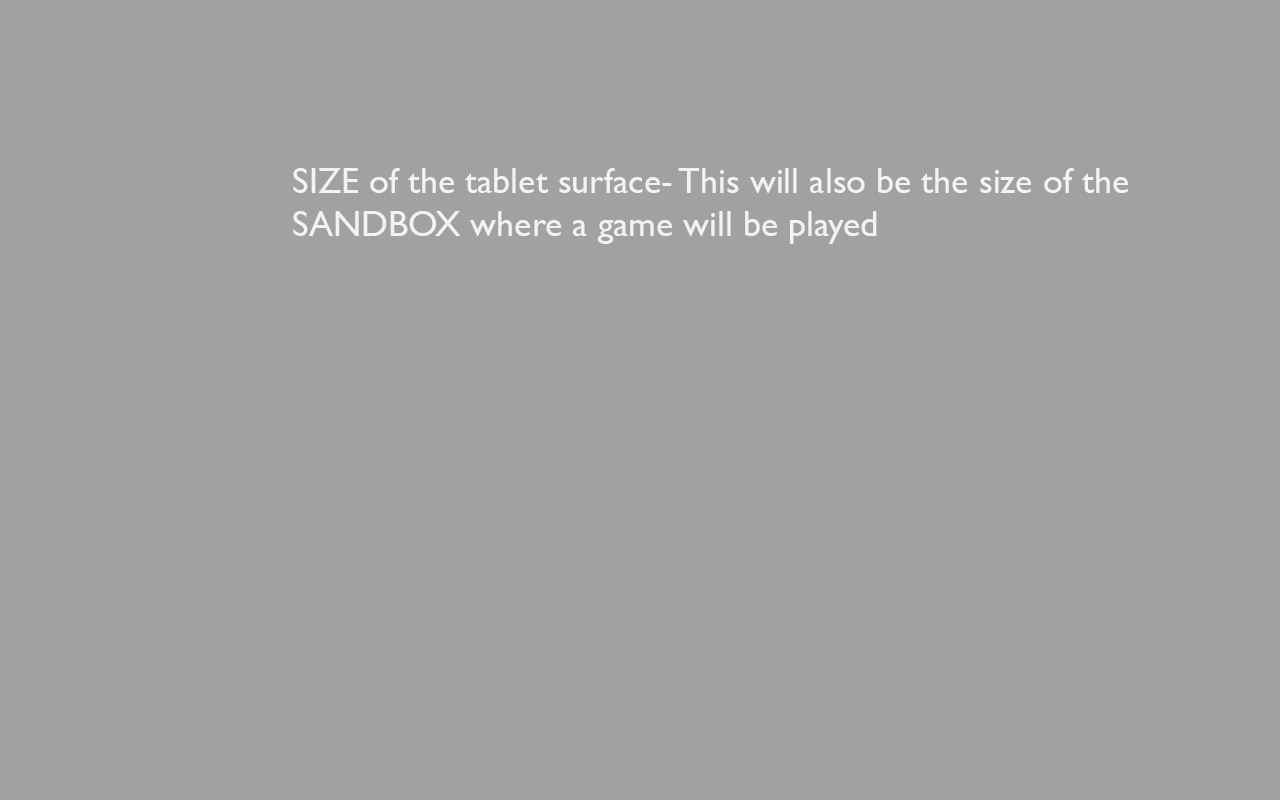 SIZE of the tablet surface- This will also be the size of the
SANDBOX where a game will be played